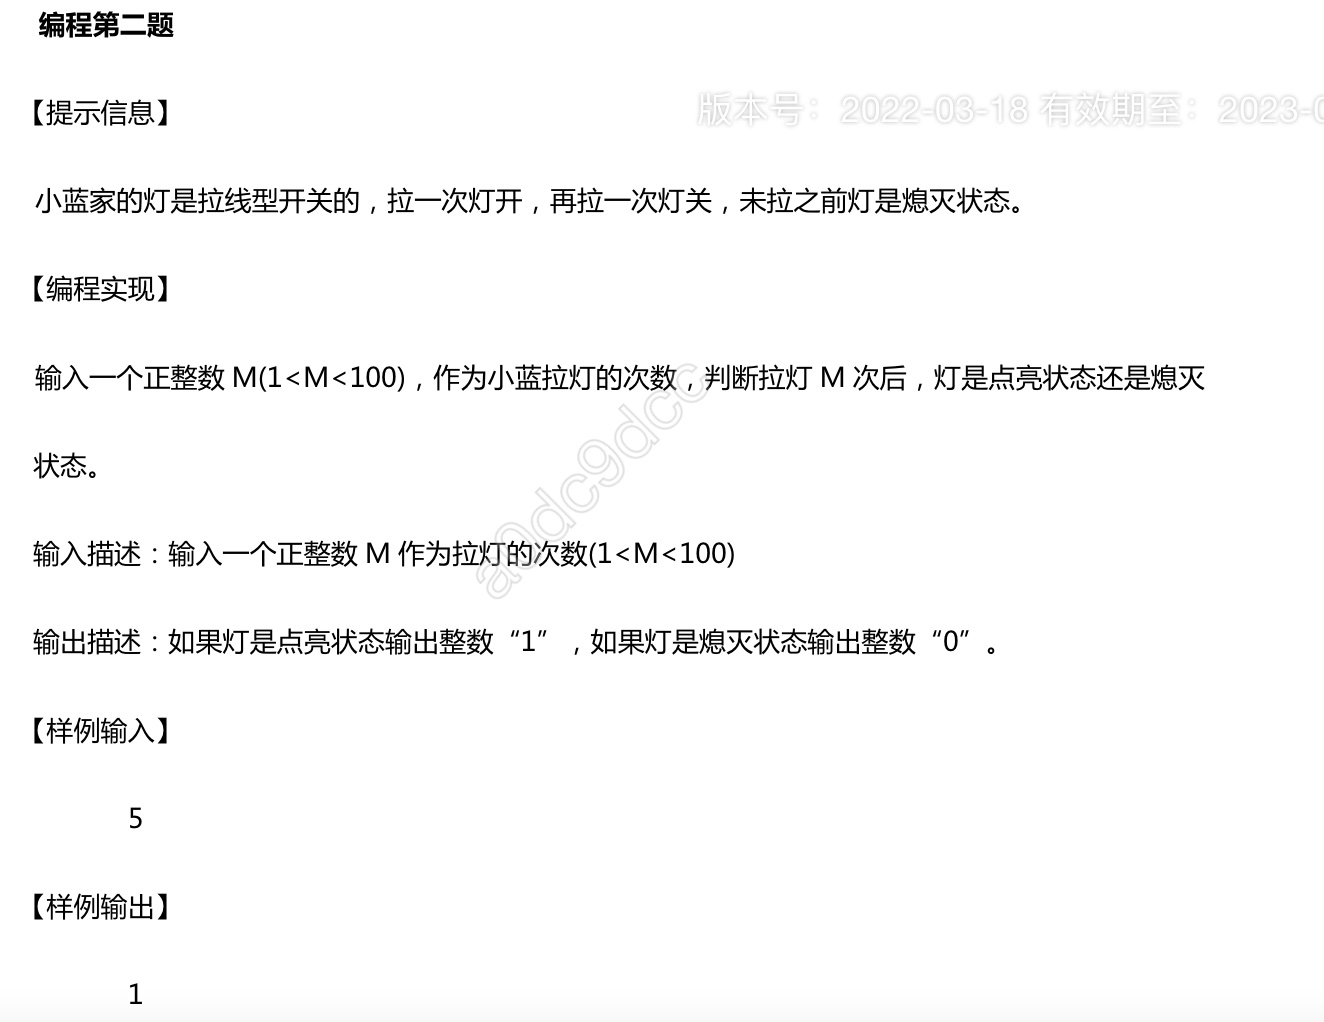 编程第二题
【提示信息】
版本号：2022-03-18 有效期至：2023-0
小蓝家的灯是拉线型开关的，拉一次灯开，再拉一次灯关，未拉之前灯是熄灭状态。
【编程实现】
输入一个正整数 M(1<M<100)，作为小蓝拉灯的次数，判断拉灯 M 次后，灯是点亮状态还是熄灭
状态。
a0dc9dcc
输入描述：输入一个正整数 M 作为拉灯的次数(1<M<100)
输出描述：如果灯是点亮状态输出整数“1”，如果灯是熄灭状态输出整数“0”。
【样例输入】
5
【样例输出】
1